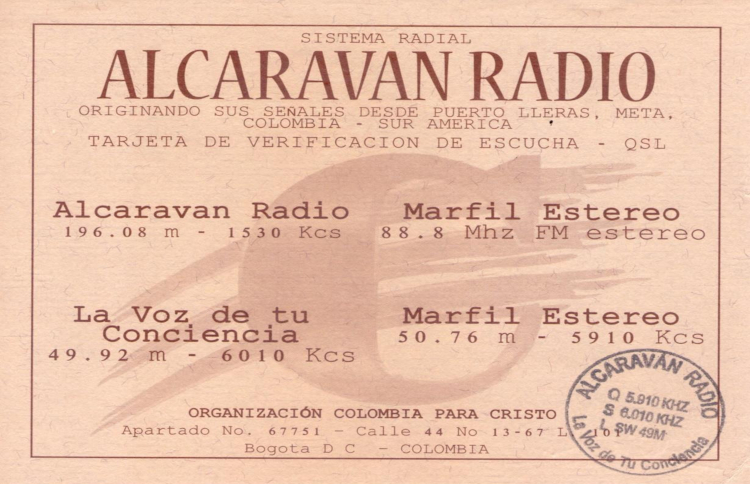 SISTEMA RADIAL
ALCARAVAN RADIO
ORIGINANDO SUS SEÑALES DESDE PUERTO LLERAS, META,
COLOMBIA - SUR AMERICA
TARJETA DE VERIFICACION DE ESCUCHA - QSL
Alcaravan Radio
196.08 m - 1530 Kcs
Marfil Estereo
88.8 Mhz FM estereo
La Voz de tu
Conciencia
49.92 m - 6010 Kcs
Marfil Estereo
50.76 m - 5910 Kcs
ORGANIZACIÓN COLOMBIA PARA CRISTO
Apartado No. 67751 - Calle 44 No 13-67 L 101
Bogota D C - COLOMBIA
ALCARAVÁN RADIO
Q 5.910 KHZ
S 6.010 KHZ
L SW 49M
La Voz de Tu Conciencia